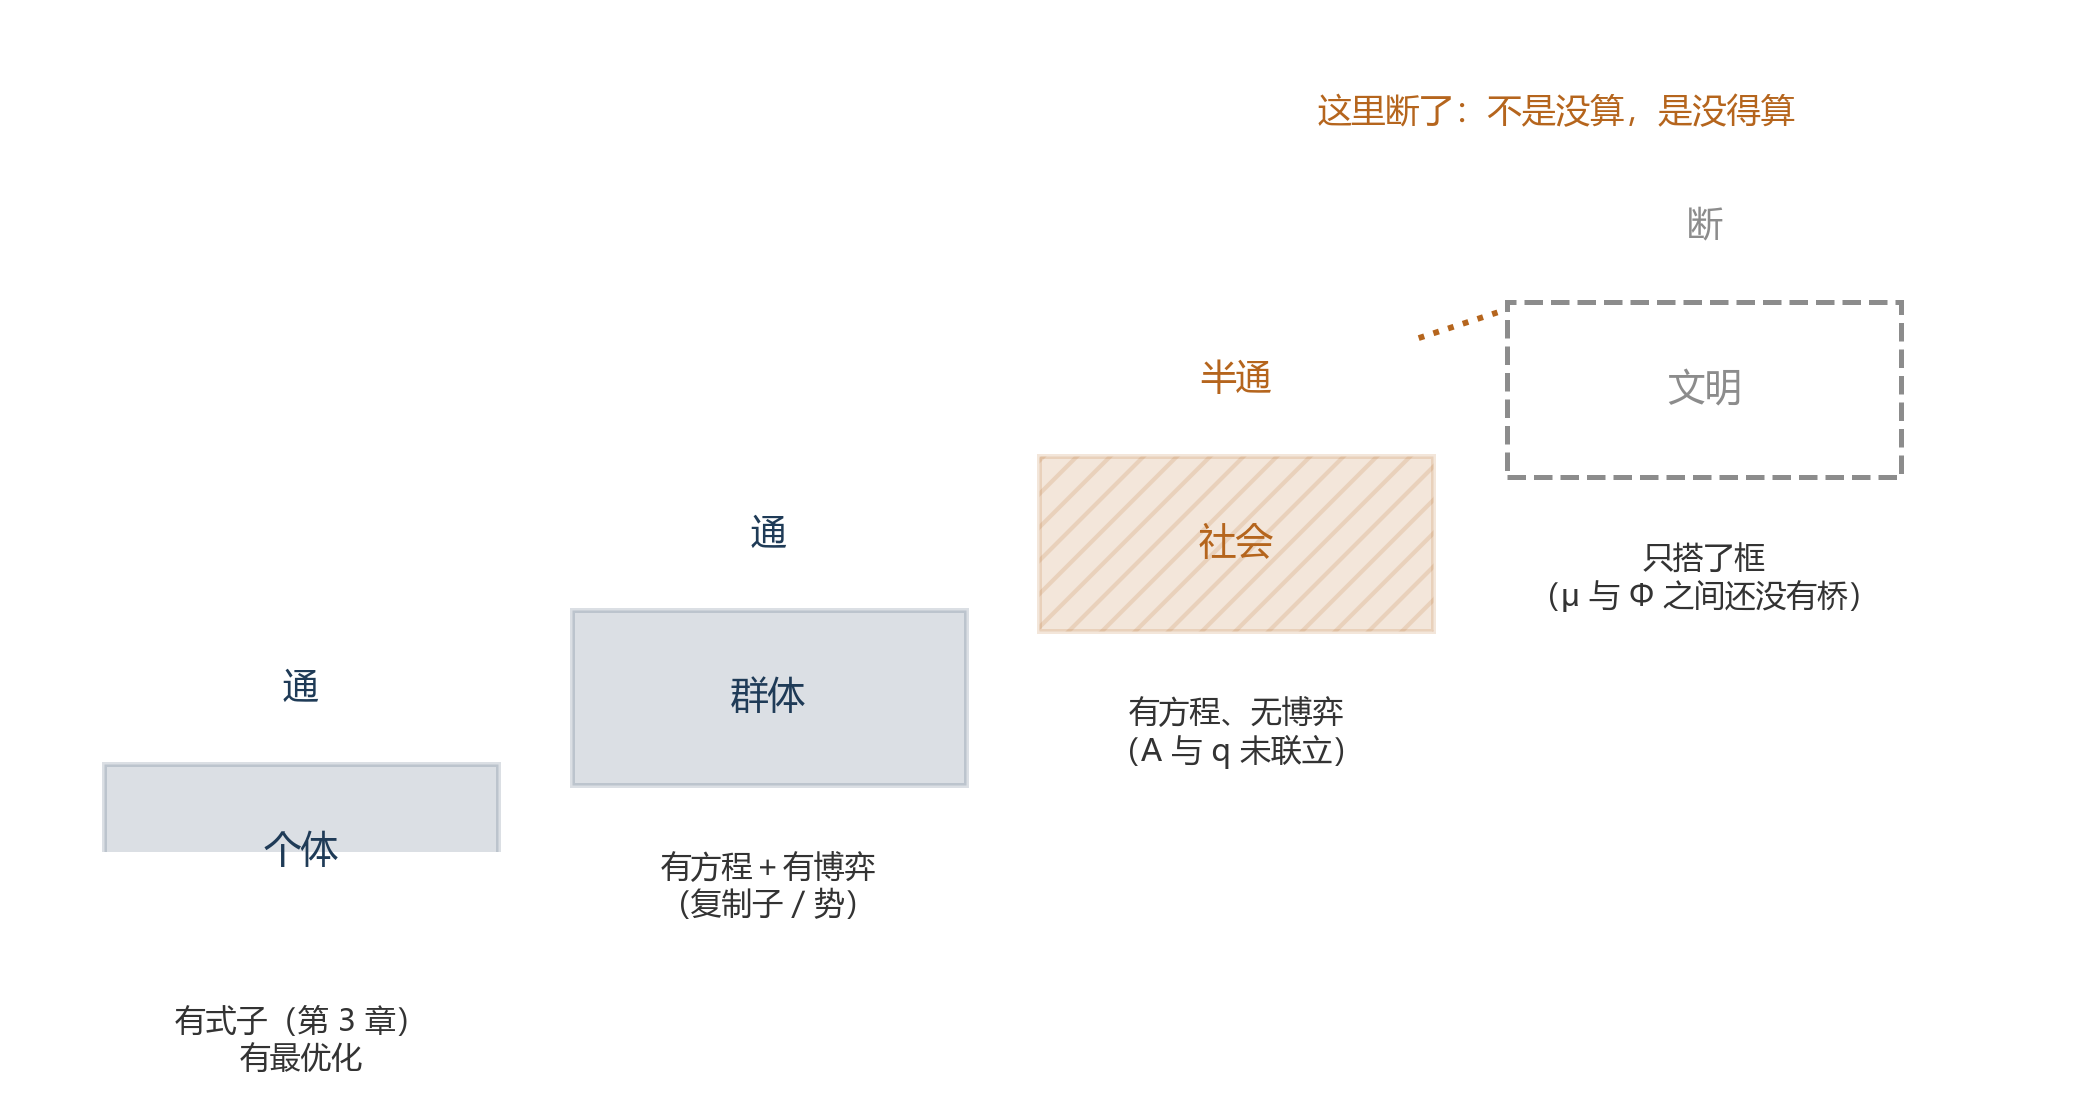 这里断了：不是没算，是没得算
断
文明
只搭了框
（μ 与 Φ 之间还没有桥）
半通
社会
有方程、无博弈
（A 与 q 未联立）
通
群体
有方程 + 有博弈
（复制子 / 势）
通
个体
有式子（第 3 章）
有最优化